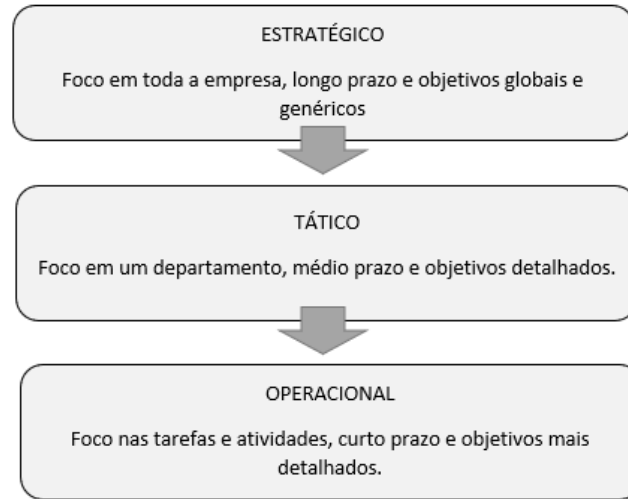 ESTRATÉGICO
Foco em toda a empresa, longo prazo e objetivos globais e
genéricos
TÁTICO
Foco em um departamento, médio prazo e objetivos detalhados.
OPERACIONAL
Foco nas tarefas e atividades, curto prazo e objetivos mais
detalhados.